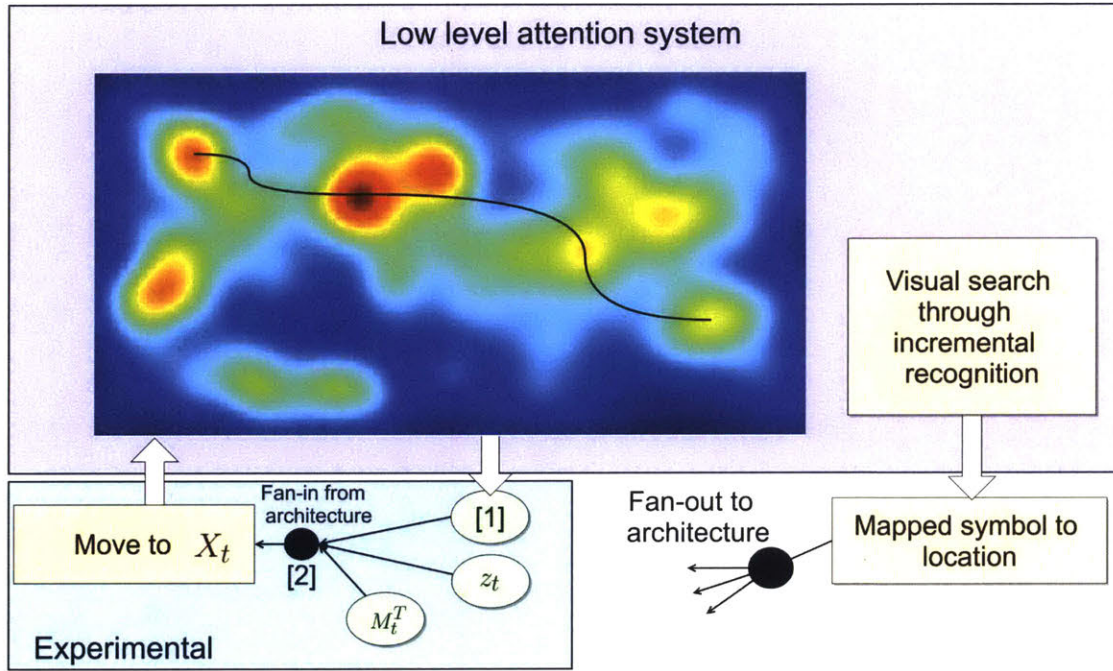 Low level attention system
Visual search
through
incremental
recognition
Fan-in from
architecture
[1]
Move to X_t
[2]
z_t
M_t^T
Experimental
Fan-out to
architecture
Mapped symbol to
location